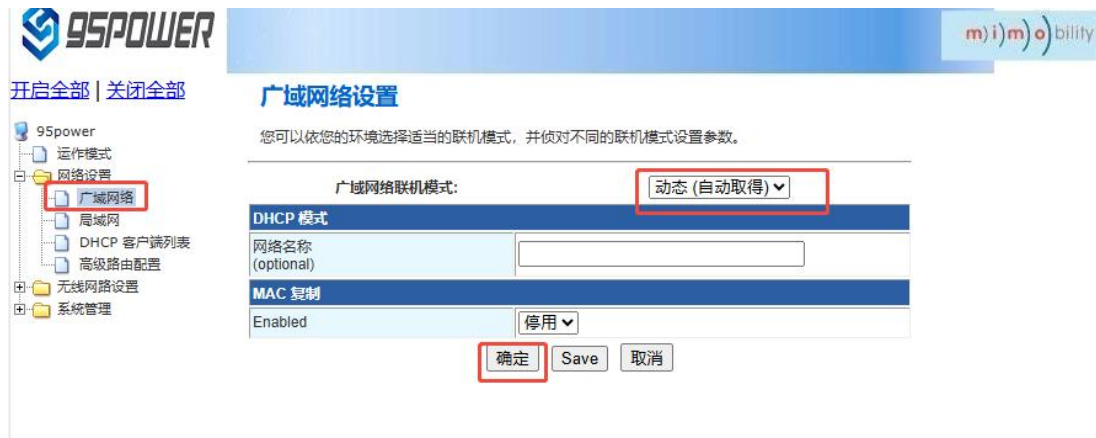 95POWER
m)i)m)o)bility
开启全部 | 关闭全部
95power
运作模式
网络设置
广域网络
局域网
DHCP 客户端列表
高级路由配置
无线网路设置
系统管理
广域网络设置
您可以依您的环境选择适当的联机模式，并侦对不同的联机模式设置参数。
广域网络联机模式:
动态 (自动取得)
DHCP 模式
网络名称
(optional)
MAC 复制
Enabled
停用
确定 Save 取消